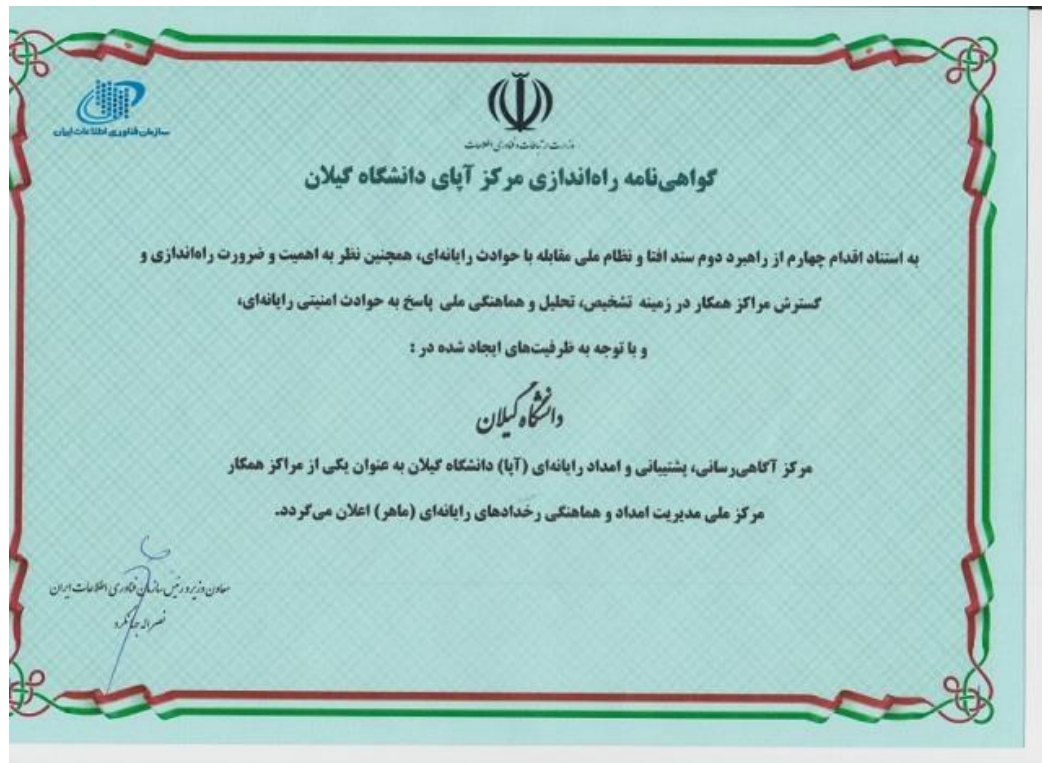 سازمان فناوری اطلاعات ایران
وزارت ارتباطات و فناوری اطلاعات
گواهی‌نامه راه‌اندازی مرکز آپای دانشگاه گیلان
به استناد اقدام چهارم از راهبرد دوم سند افتا و نظام ملی مقابله با حوادث رایانه‌ای، همچنین نظر به اهمیت و ضرورت راه‌اندازی و
گسترش مراکز همکار در زمینه تشخیص، تحلیل و هماهنگی ملی پاسخ به حوادث امنیتی رایانه‌ای،
و با توجه به ظرفیت‌های ایجاد شده در :
دانشگاه گیلان
مرکز آگاهی‌رسانی، پشتیبانی و امداد رایانه‌ای (آپا) دانشگاه گیلان به عنوان یکی از مراکز همکار
مرکز ملی مدیریت امداد و هماهنگی رخدادهای رایانه‌ای (ماهر) اعلان می‌گردد.
معاون وزیر و رئیس سازمان فناوری اطلاعات ایران
نصراله جهانگرد